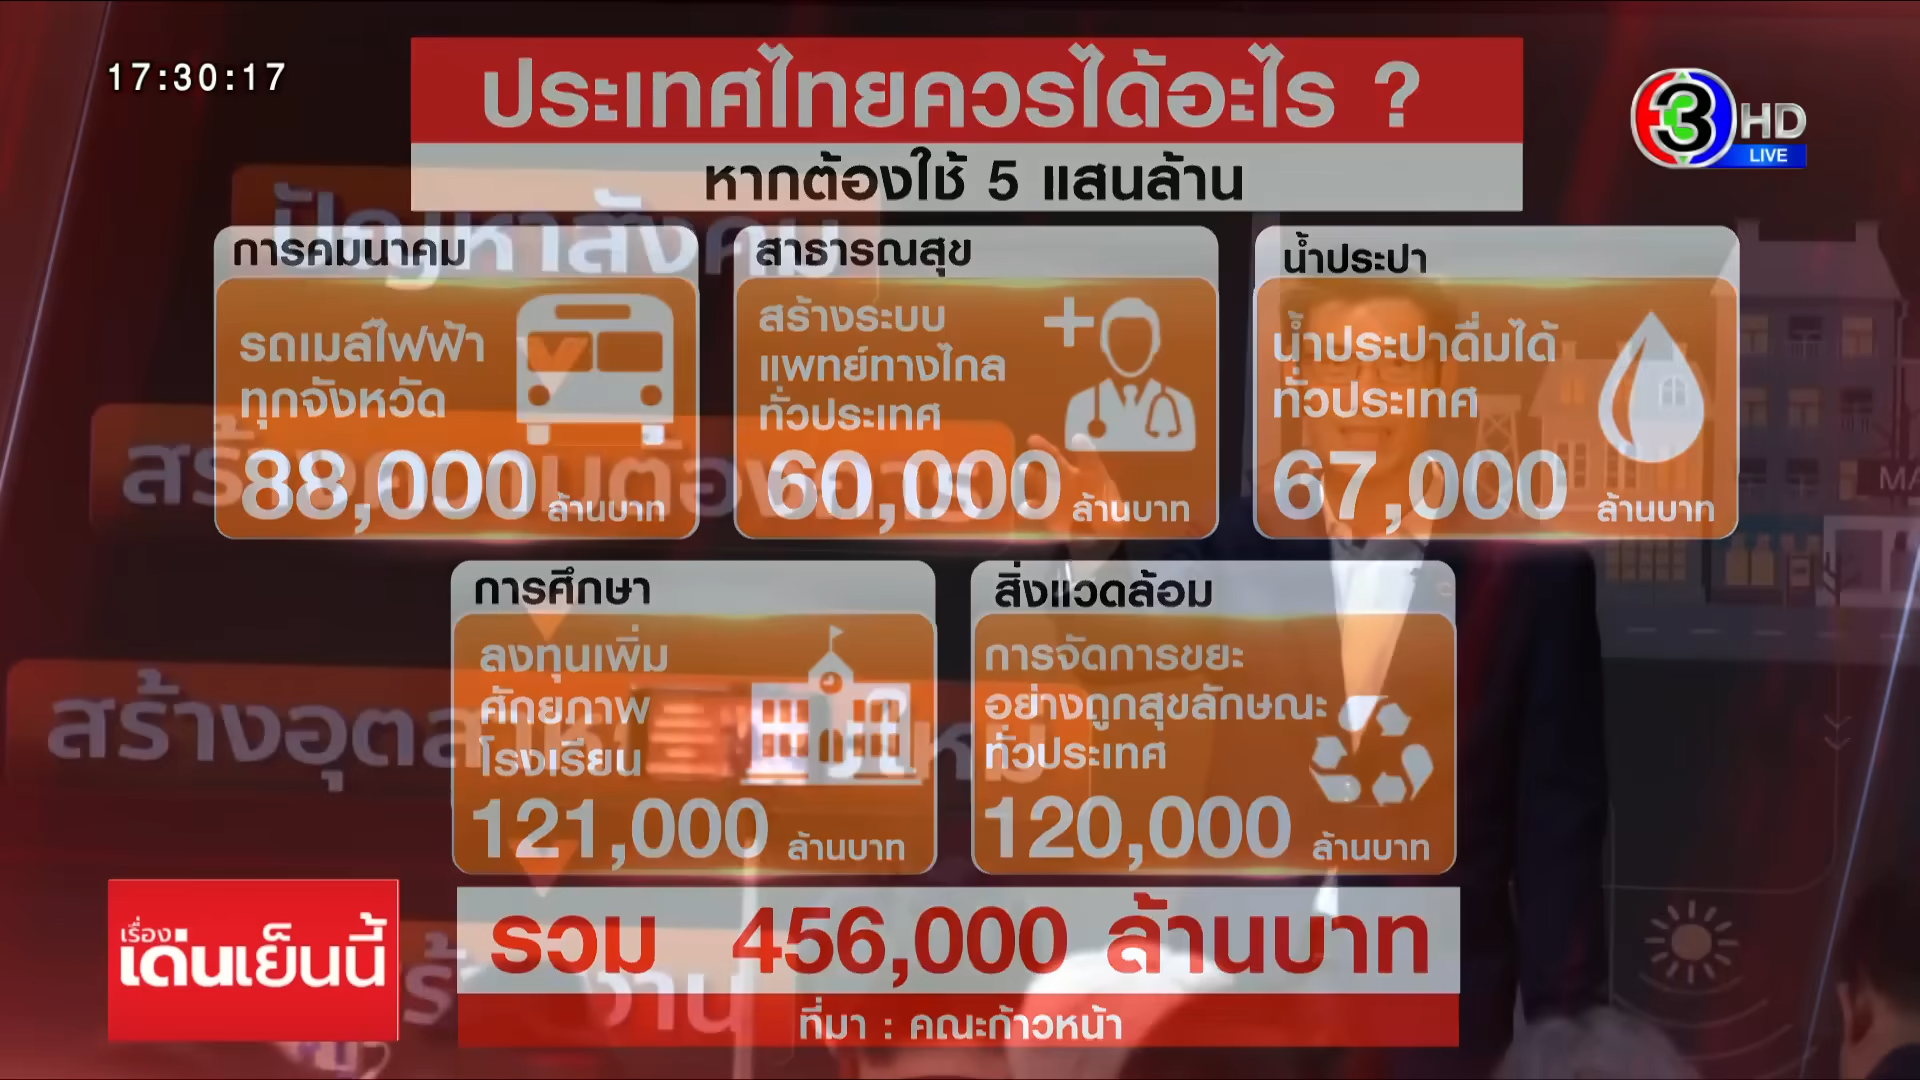 17:30:17
ประเทศไทยควรได้อะไร ?
หากต้องใช้ 5 แสนล้าน
3 HD
LIVE
ปัญหาสังคม
การคมนาคม
รถเมล์ไฟฟ้า
ทุกจังหวัด
88,000 ล้านบาท
สาธารณสุข
สร้างระบบ
แพทย์ทางไกล
ทั่วประเทศ
60,000 ล้านบาท
น้ำประปา
น้ำประปาดื่มได้
ทั่วประเทศ
67,000 ล้านบาท
การศึกษา
ลงทุนเพิ่ม
ศักยภาพ
โรงเรียน
121,000 ล้านบาท
สิ่งแวดล้อม
การจัดการขยะ
อย่างถูกสุขลักษณะ
ทั่วประเทศ
120,000 ล้านบาท
เรื่อง
เด่นเย็นนี้
รวม 456,000 ล้านบาท
ที่มา : คณะก้าวหน้า